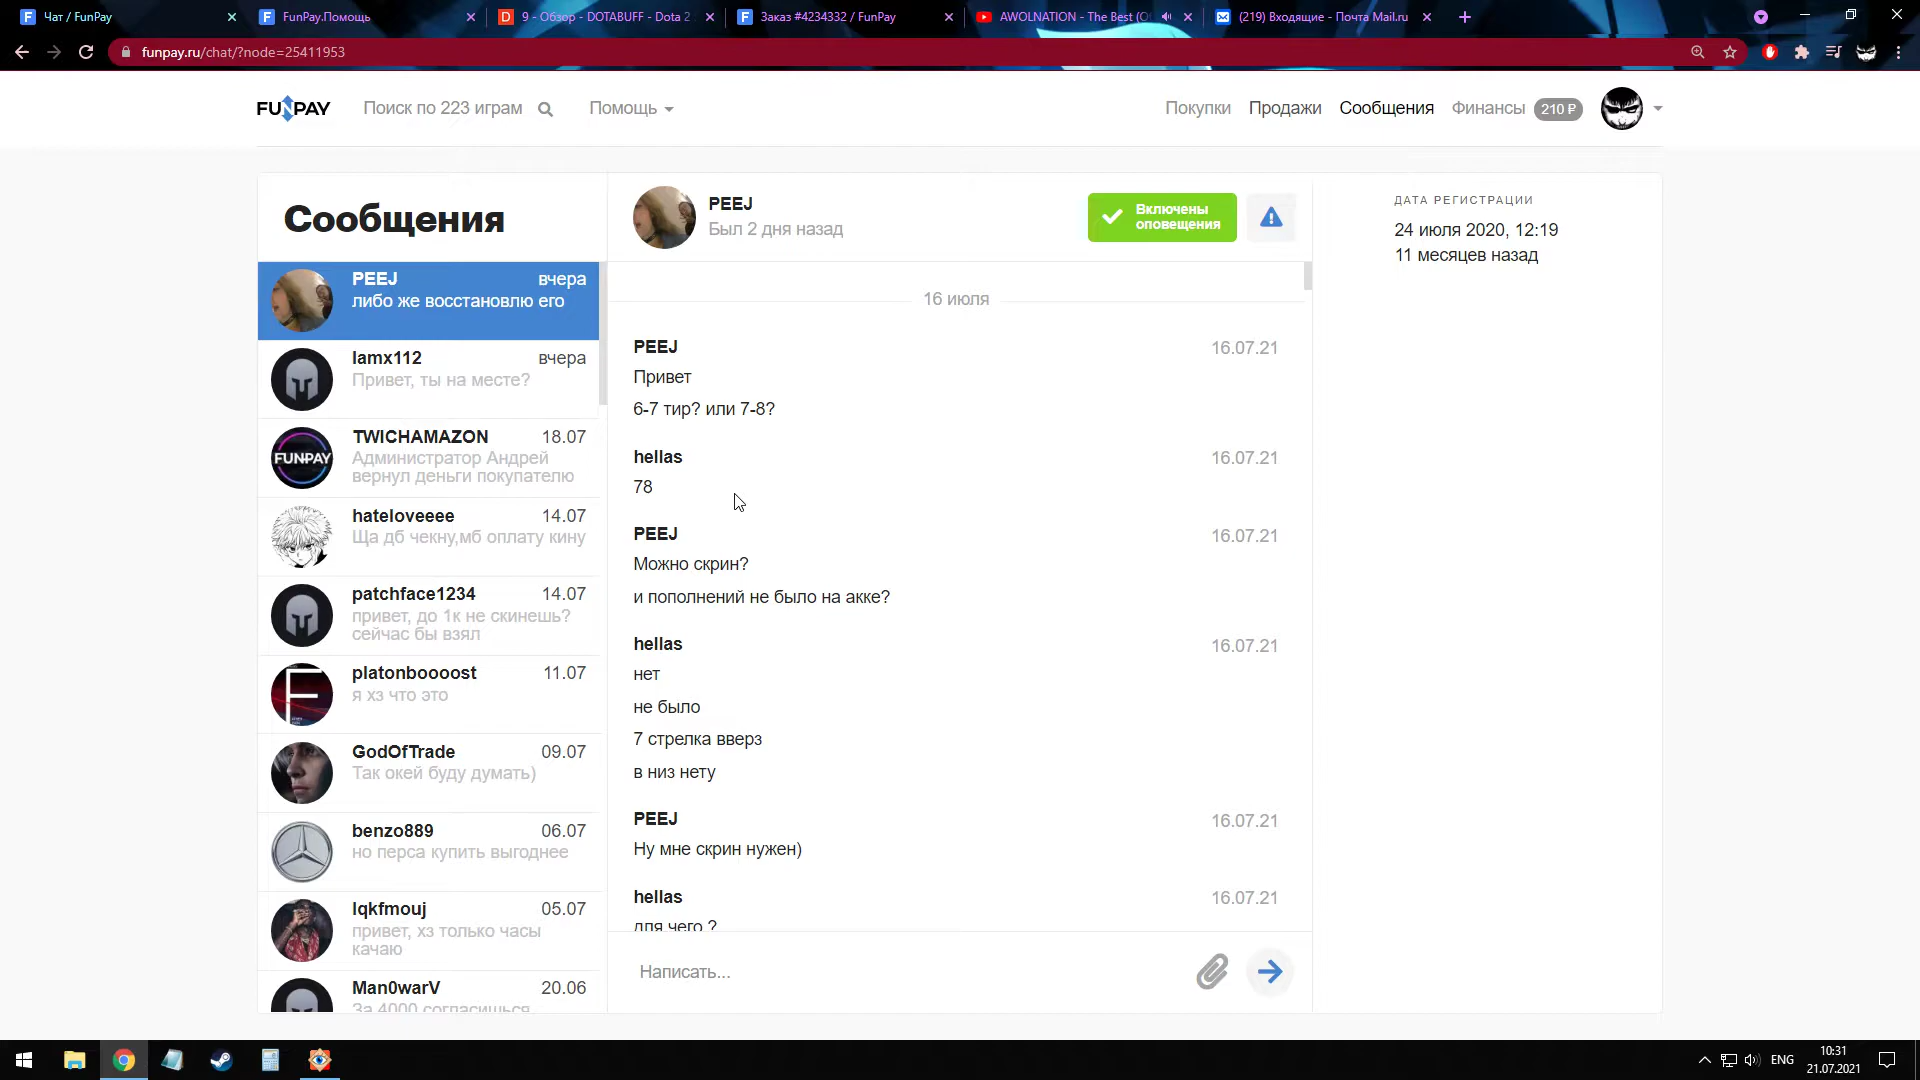 Чат / FunPay
FunPay.Помощь
9 - Обзор - DOTABUFF - Dota 2
Заказ #4234332 / FunPay
AWOLNATION - The Best (O
(219) Входящие - Почта Mail.ru
funpay.ru/chat/?node=25411953
FUNPAY
Поиск по 223 играм
Помощь
Покупки
Продажи
Сообщения
Финансы
210 ₽
Сообщения
PEEJ
вчера
либо же восстановлю его
lamx112
вчера
Привет, ты на месте?
FUNPAY
TWICHAMAZON
18.07
Администратор Андрей
вернул деньги покупателю
hateloveeee
14.07
Ща дб чекну,мб оплату кину
patchface1234
14.07
привет, до 1к не скинешь?
сейчас бы взял
platonboooost
11.07
я хз что это
GodOfTrade
09.07
Так окей буду думать)
benzo889
06.07
но перса купить выгоднее
lqkfmouj
05.07
привет, хз только часы
качаю
Man0warV
20.06
За 4000 согласишься
PEEJ
Был 2 дня назад
Включены
оповещения
16 июля
PEEJ
16.07.21
Привет
6-7 тир? или 7-8?
hellas
16.07.21
78
PEEJ
16.07.21
Можно скрин?
и пополнений не было на акке?
hellas
16.07.21
нет
не было
7 стрелка вверз
в низ нету
PEEJ
16.07.21
Ну мне скрин нужен)
hellas
16.07.21
для чего ?
Написать...
ДАТА РЕГИСТРАЦИИ
24 июля 2020, 12:19
11 месяцев назад
ENG
10:31
21.07.2021